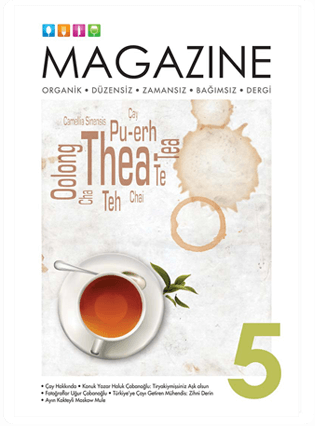 MAGAZINE
ORGANİK • DÜZENSİZ • ZAMANSIZ • BAĞIMSIZ • DERGİ
Çay
Camellia Sinensis
Pu-erh
Oolong
Thea
Tea
Te
Cha
Teh
Chai
5
• Çay Hakkında • Konuk Yazar Haluk Çobanoğlu: Tiryakiymişsiniz Aşk olsun
• Fotoğraflar Uğur Çobanoğlu • Türkiye'ye Çayı Getiren Mühendis: Zihni Derin
• Ayın Kokteyli Moskow Mule